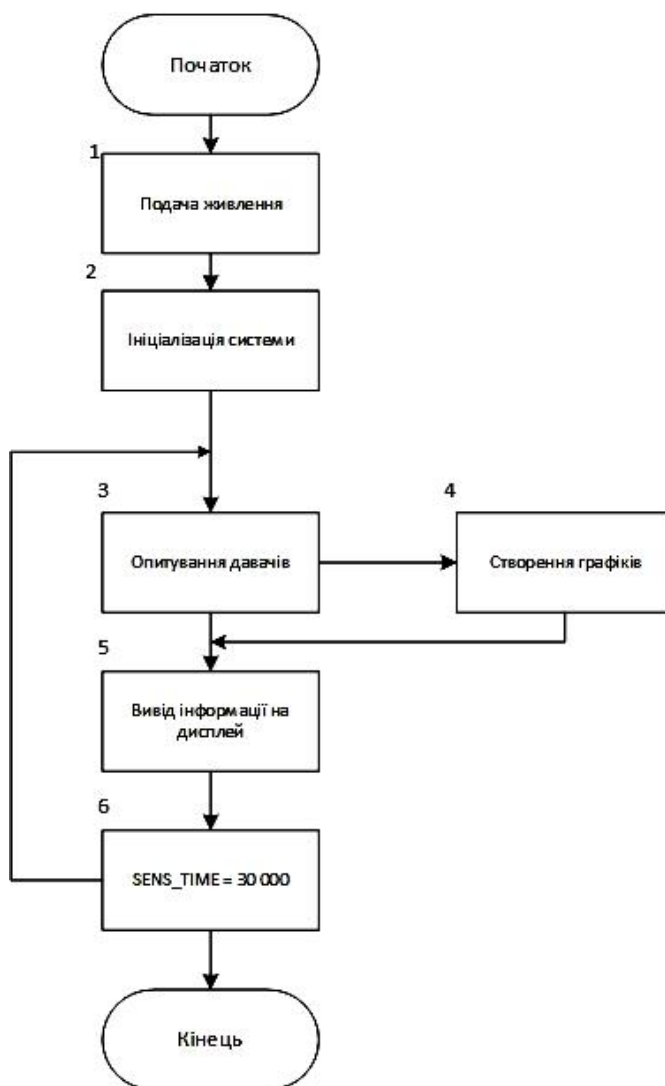 Початок
1
Подача живлення
2
Ініціалізація системи
3
Опитування давачів
4
Створення графіків
5
Вивід інформації на
дисплей
6
SENS_TIME = 30 000
Кінець